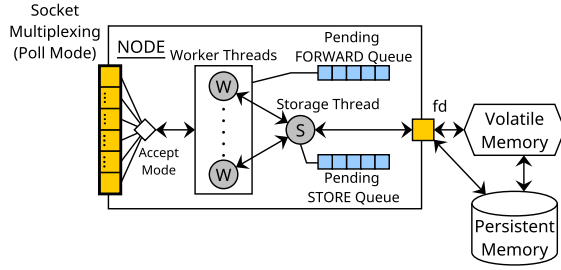 Socket
Multiplexing
(Poll Mode)
NODE
Worker Threads
Pending
FORWARD Queue
W
Storage Thread
fd
S
Accept
Mode
W
Pending
STORE Queue
Volatile
Memory
Persistent
Memory